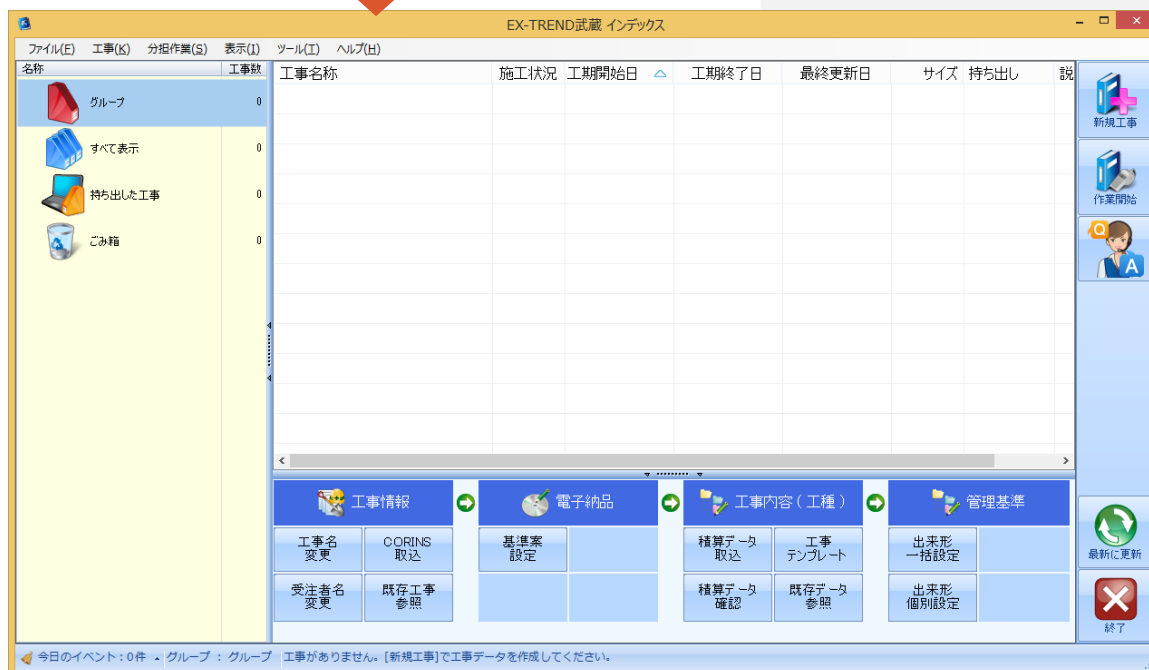 EX-TREND武蔵 インデックス
ファイル(F) 工事(K) 分担作業(S) 表示(I) ツール(T) ヘルプ(H)
名称 工事数
グループ 0
すべて表示 0
持ち出した工事 0
ごみ箱 0
工事名称 施工状況 工期開始日 工期終了日 最終更新日 サイズ 持ち出し 説
新規工事
作業開始
Q
A
工事情報 電子納品 工事内容(工種) 管理基準
工事名
変更
CORINS
取込
基準案
設定
積算データ
取込
工事
テンプレート
出来形
一括設定
受注者名
変更
既存工事
参照
積算データ
確認
既存データ
参照
出来形
個別設定
最新に更新
終了
今日のイベント:0件 グループ : グループ 工事がありません。[新規工事]で工事データを作成してください。